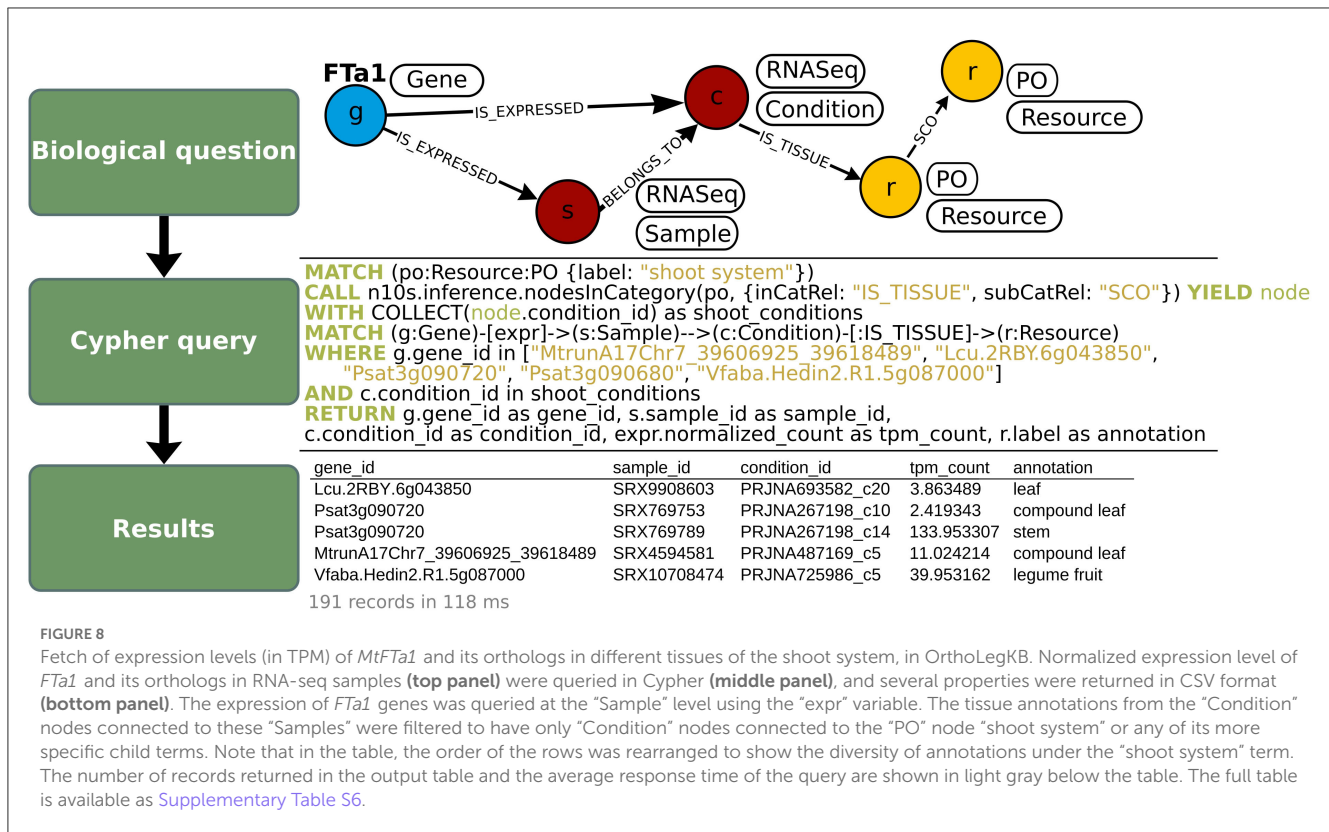 Biological question
FTa1
Gene
g
IS_EXPRESSED
IS_EXPRESSED
c
RNASeq
Condition
s
BELONGS_TO
RNASeq
Sample
IS_TISSUE
r
PO
Resource
SCO
r
PO
Resource
Cypher query
MATCH (po:Resource:PO {label: "shoot system"})
CALL n10s.inference.nodesInCategory(po, {inCatRel: "IS_TISSUE", subCatRel: "SCO"}) YIELD node
WITH COLLECT(node.condition_id) as shoot_conditions
MATCH (g:Gene)-[expr]->(s:Sample)-->(c:Condition)-[:IS_TISSUE]->(r:Resource)
WHERE g.gene_id in ["MtrunA17Chr7_39606925_39618489", "Lcu.2RBY.6g043850",
"Psat3g090720", "Psat3g090680", "Vfaba.Hedin2.R1.5g087000"]
AND c.condition_id in shoot_conditions
RETURN g.gene_id as gene_id, s.sample_id as sample_id,
c.condition_id as condition_id, expr.normalized_count as tpm_count, r.label as annotation
Results
gene_id sample_id condition_id tpm_count annotation
Lcu.2RBY.6g043850 SRX9908603 PRJNA693582_c20 3.863489 leaf
Psat3g090720 SRX769753 PRJNA267198_c10 2.419343 compound leaf
Psat3g090720 SRX769789 PRJNA267198_c14 133.953307 stem
MtrunA17Chr7_39606925_39618489 SRX4594581 PRJNA487169_c5 11.024214 compound leaf
Vfaba.Hedin2.R1.5g087000 SRX10708474 PRJNA725986_c5 39.953162 legume fruit
191 records in 118 ms
FIGURE 8
Fetch of expression levels (in TPM) of MtFTa1 and its orthologs in different tissues of the shoot system, in OrthoLegKB. Normalized expression level of
FTa1 and its orthologs in RNA-seq samples (top panel) were queried in Cypher (middle panel), and several properties were returned in CSV format
(bottom panel). The expression of FTa1 genes was queried at the “Sample” level using the “expr” variable. The tissue annotations from the “Condition”
nodes connected to these “Samples” were filtered to have only “Condition” nodes connected to the “PO” node “shoot system” or any of its more
specific child terms. Note that in the table, the order of the rows was rearranged to show the diversity of annotations under the “shoot system” term.
The number of records returned in the output table and the average response time of the query are shown in light gray below the table. The full table
is available as Supplementary Table S6.